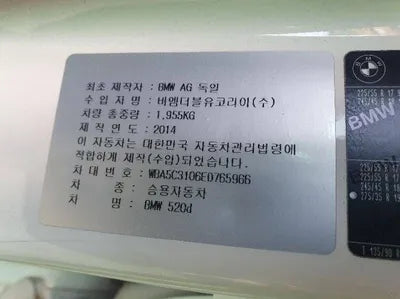 최초 제작자 : BMW AG 독일
수 입 자 명 : 비엠더블유코리아(수)
차량 총중량 : 1,955KG
제 작 연 도 : 2014
이 자동차는 대한민국 자동차관리법령에
적합하게 제작(수입)되었습니다
차 대 번 호 : WBA5C3106ED765966
차 종 : 승용자동차
차 명 : BMW 520d
BMW